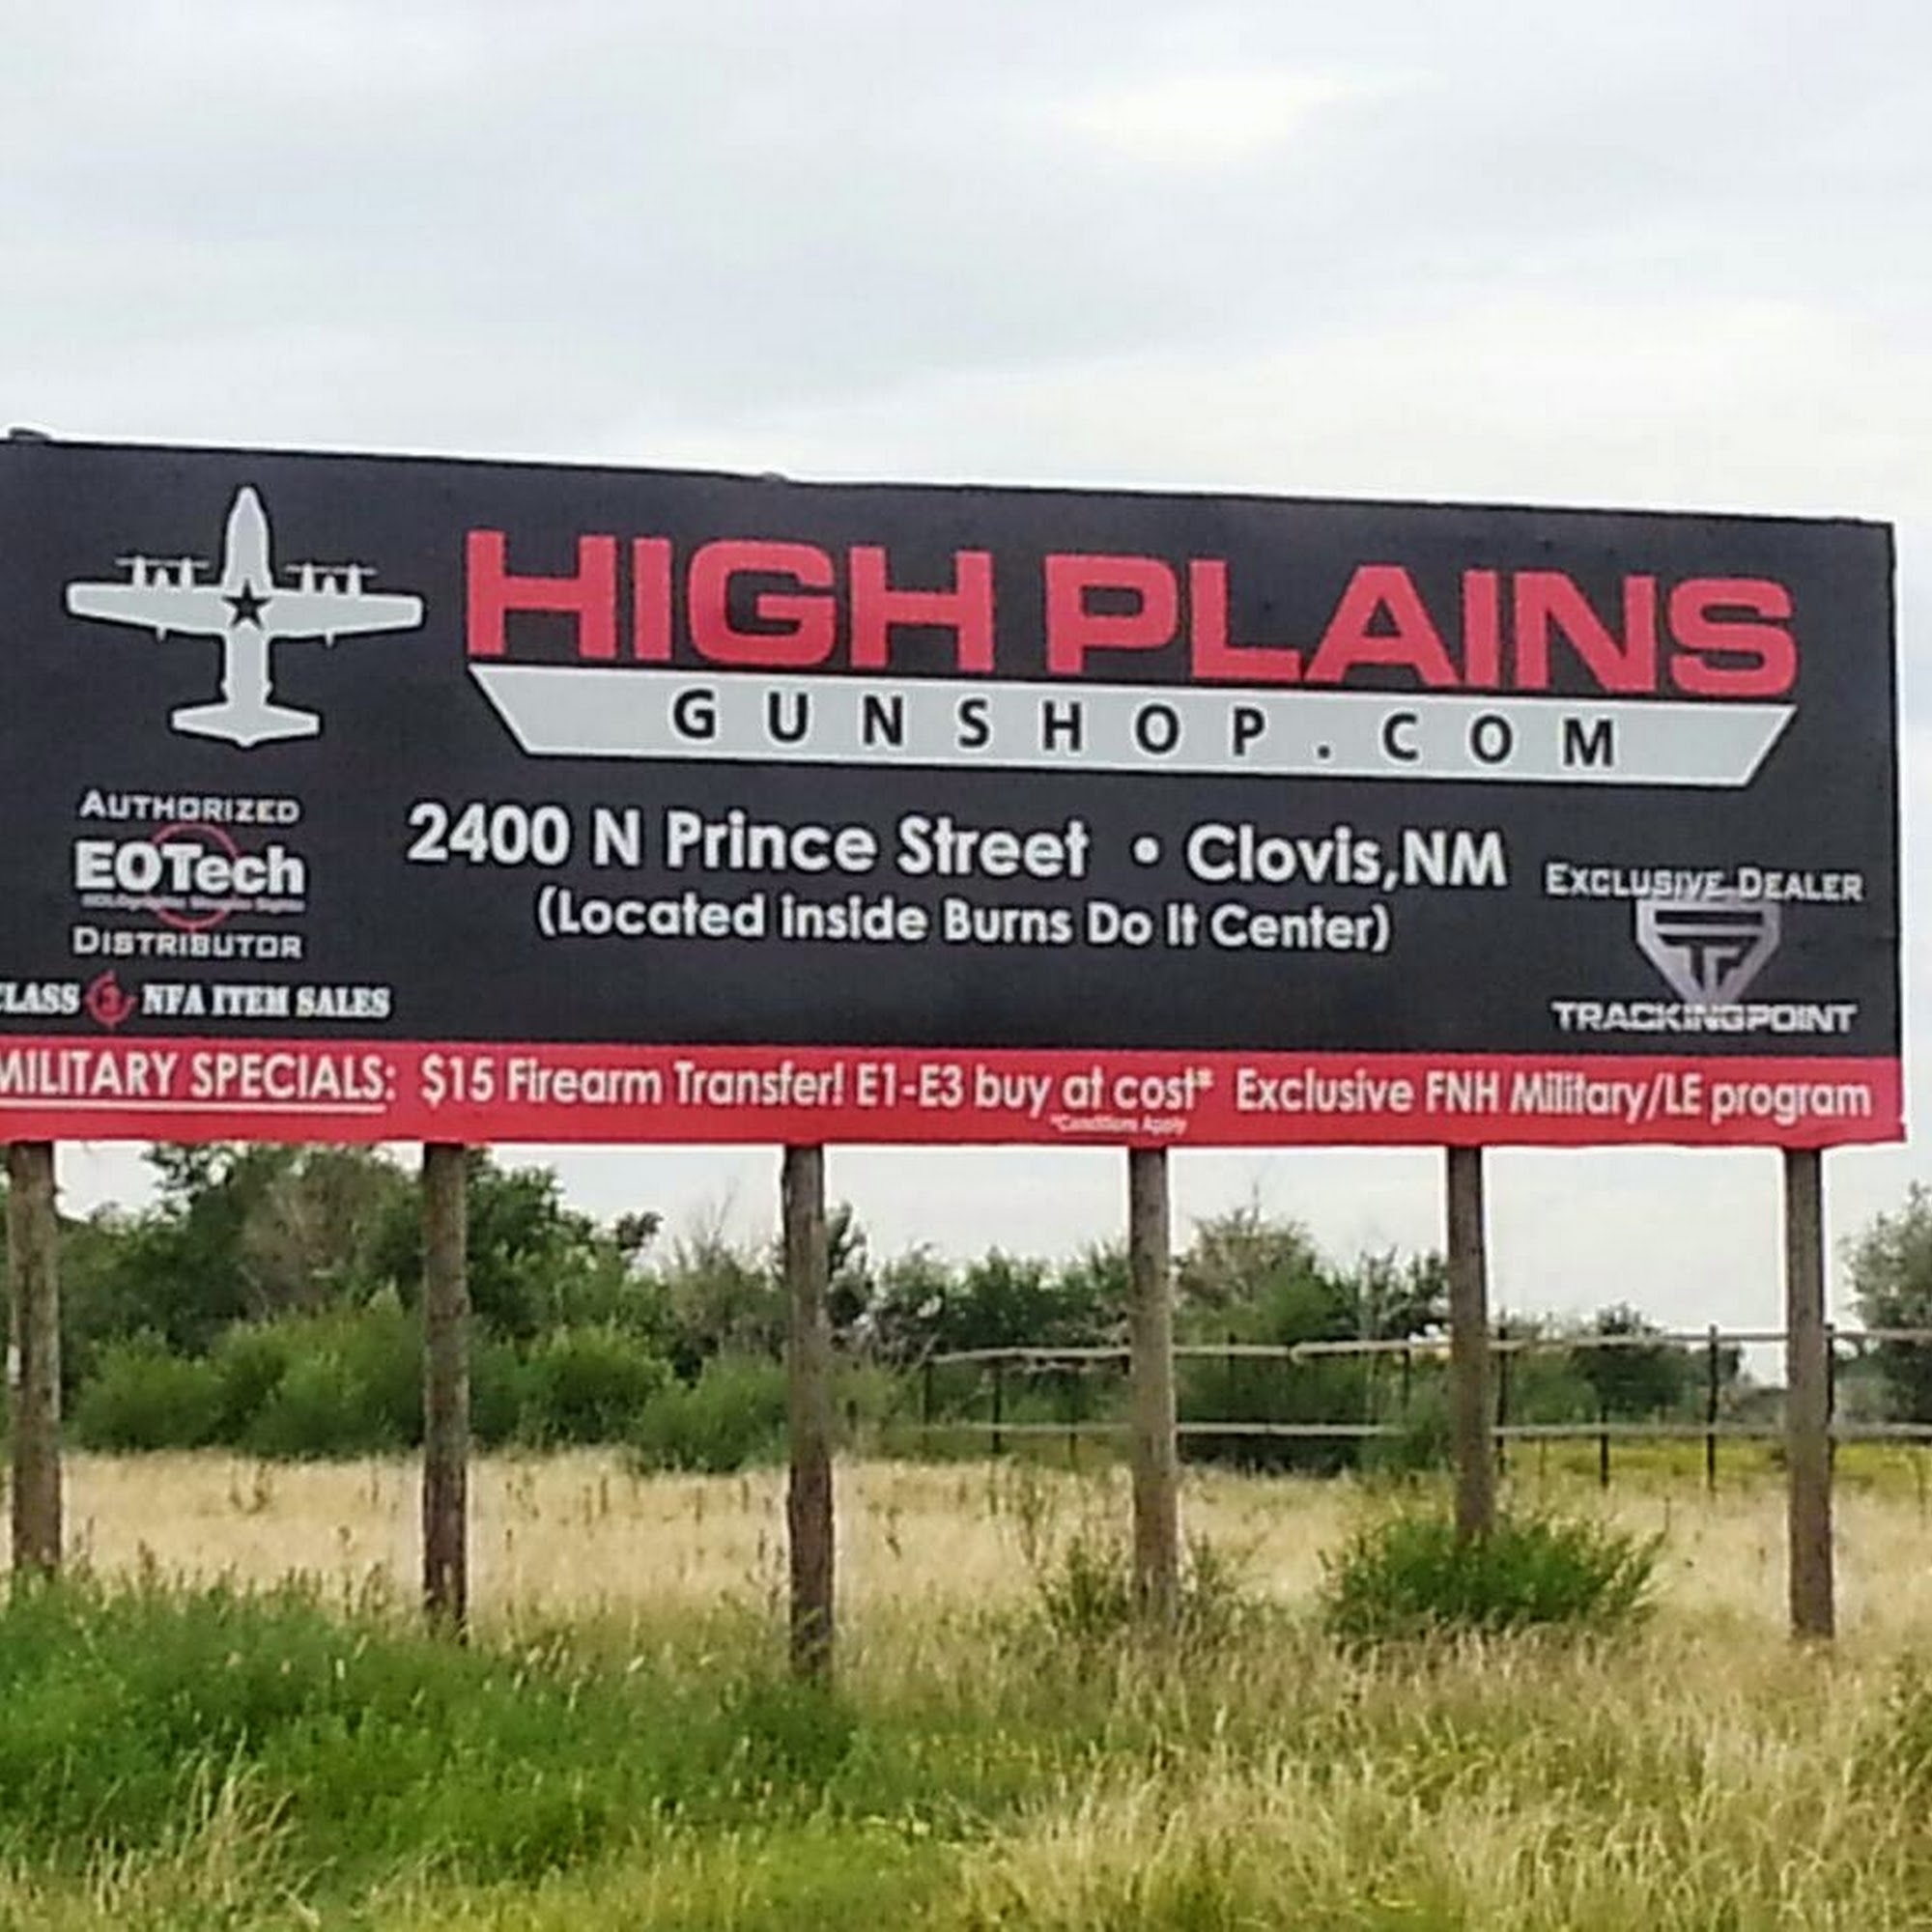 HIGH PLAINS
GUNSHOP.COM
2400 N Prince Street • Clovis,NM
(Located inside Burns Do It Center)
AUTHORIZED
EOTech
DISTRIBUTOR
CLASS 3 NFA ITEM SALES
EXCLUSIVE DEALER
TRACKINGPOINT
MILITARY SPECIALS: $15 Firearm Transfer! E1-E3 buy at cost* Exclusive FNH Military/LE program
*Conditions Apply